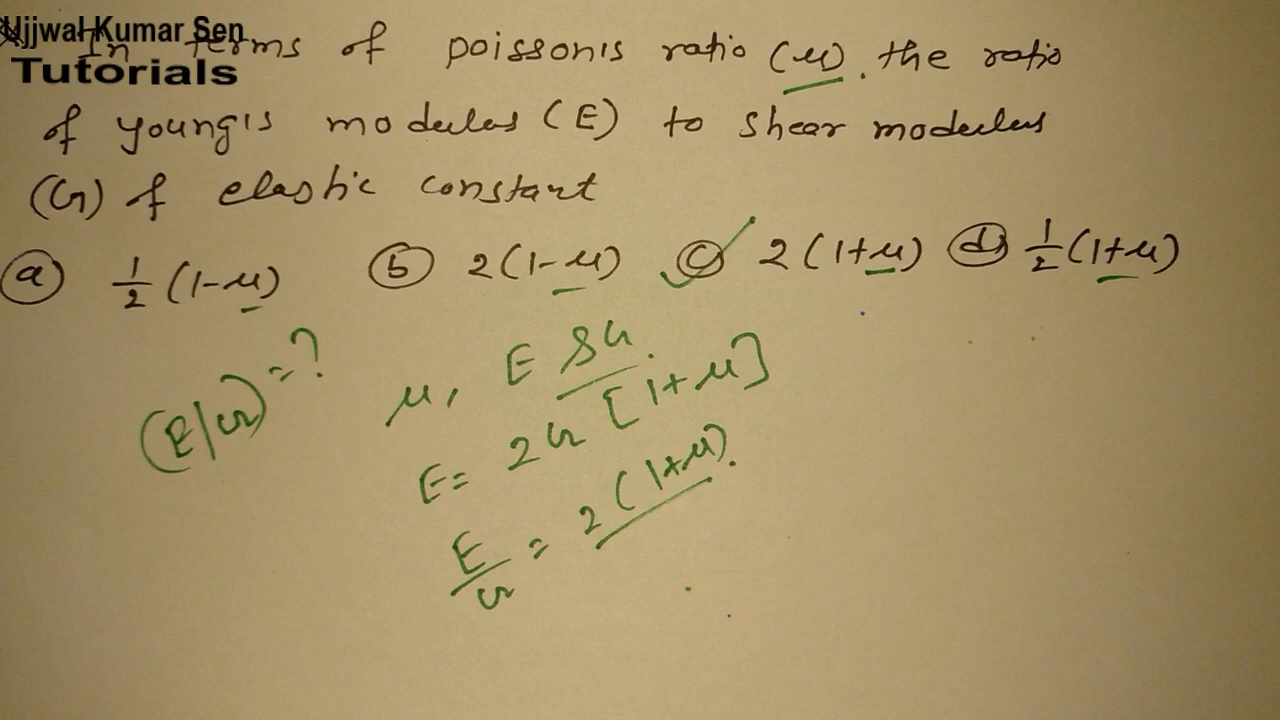 Ujjwal Kumar Sen
Tutorials
In terms of poisson's ratio (μ), the ratio
of young's modulus (E) to shear modulus
(G) of elastic constant
(a) 1/2 (1-μ) (b) 2(1-μ) (c) 2(1+μ) (d) 1/2 (1+μ)
(E/G) = ?
μ, E & G.
E = 2G [1+μ]
E/G = 2(1+μ).